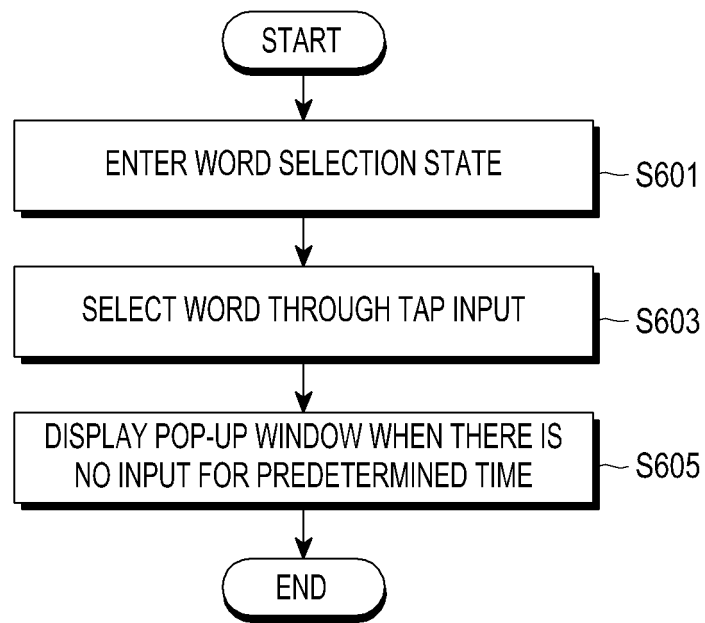 START
ENTER WORD SELECTION STATE
S601
SELECT WORD THROUGH TAP INPUT
S603
DISPLAY POP-UP WINDOW WHEN THERE IS
NO INPUT FOR PREDETERMINED TIME
S605
END